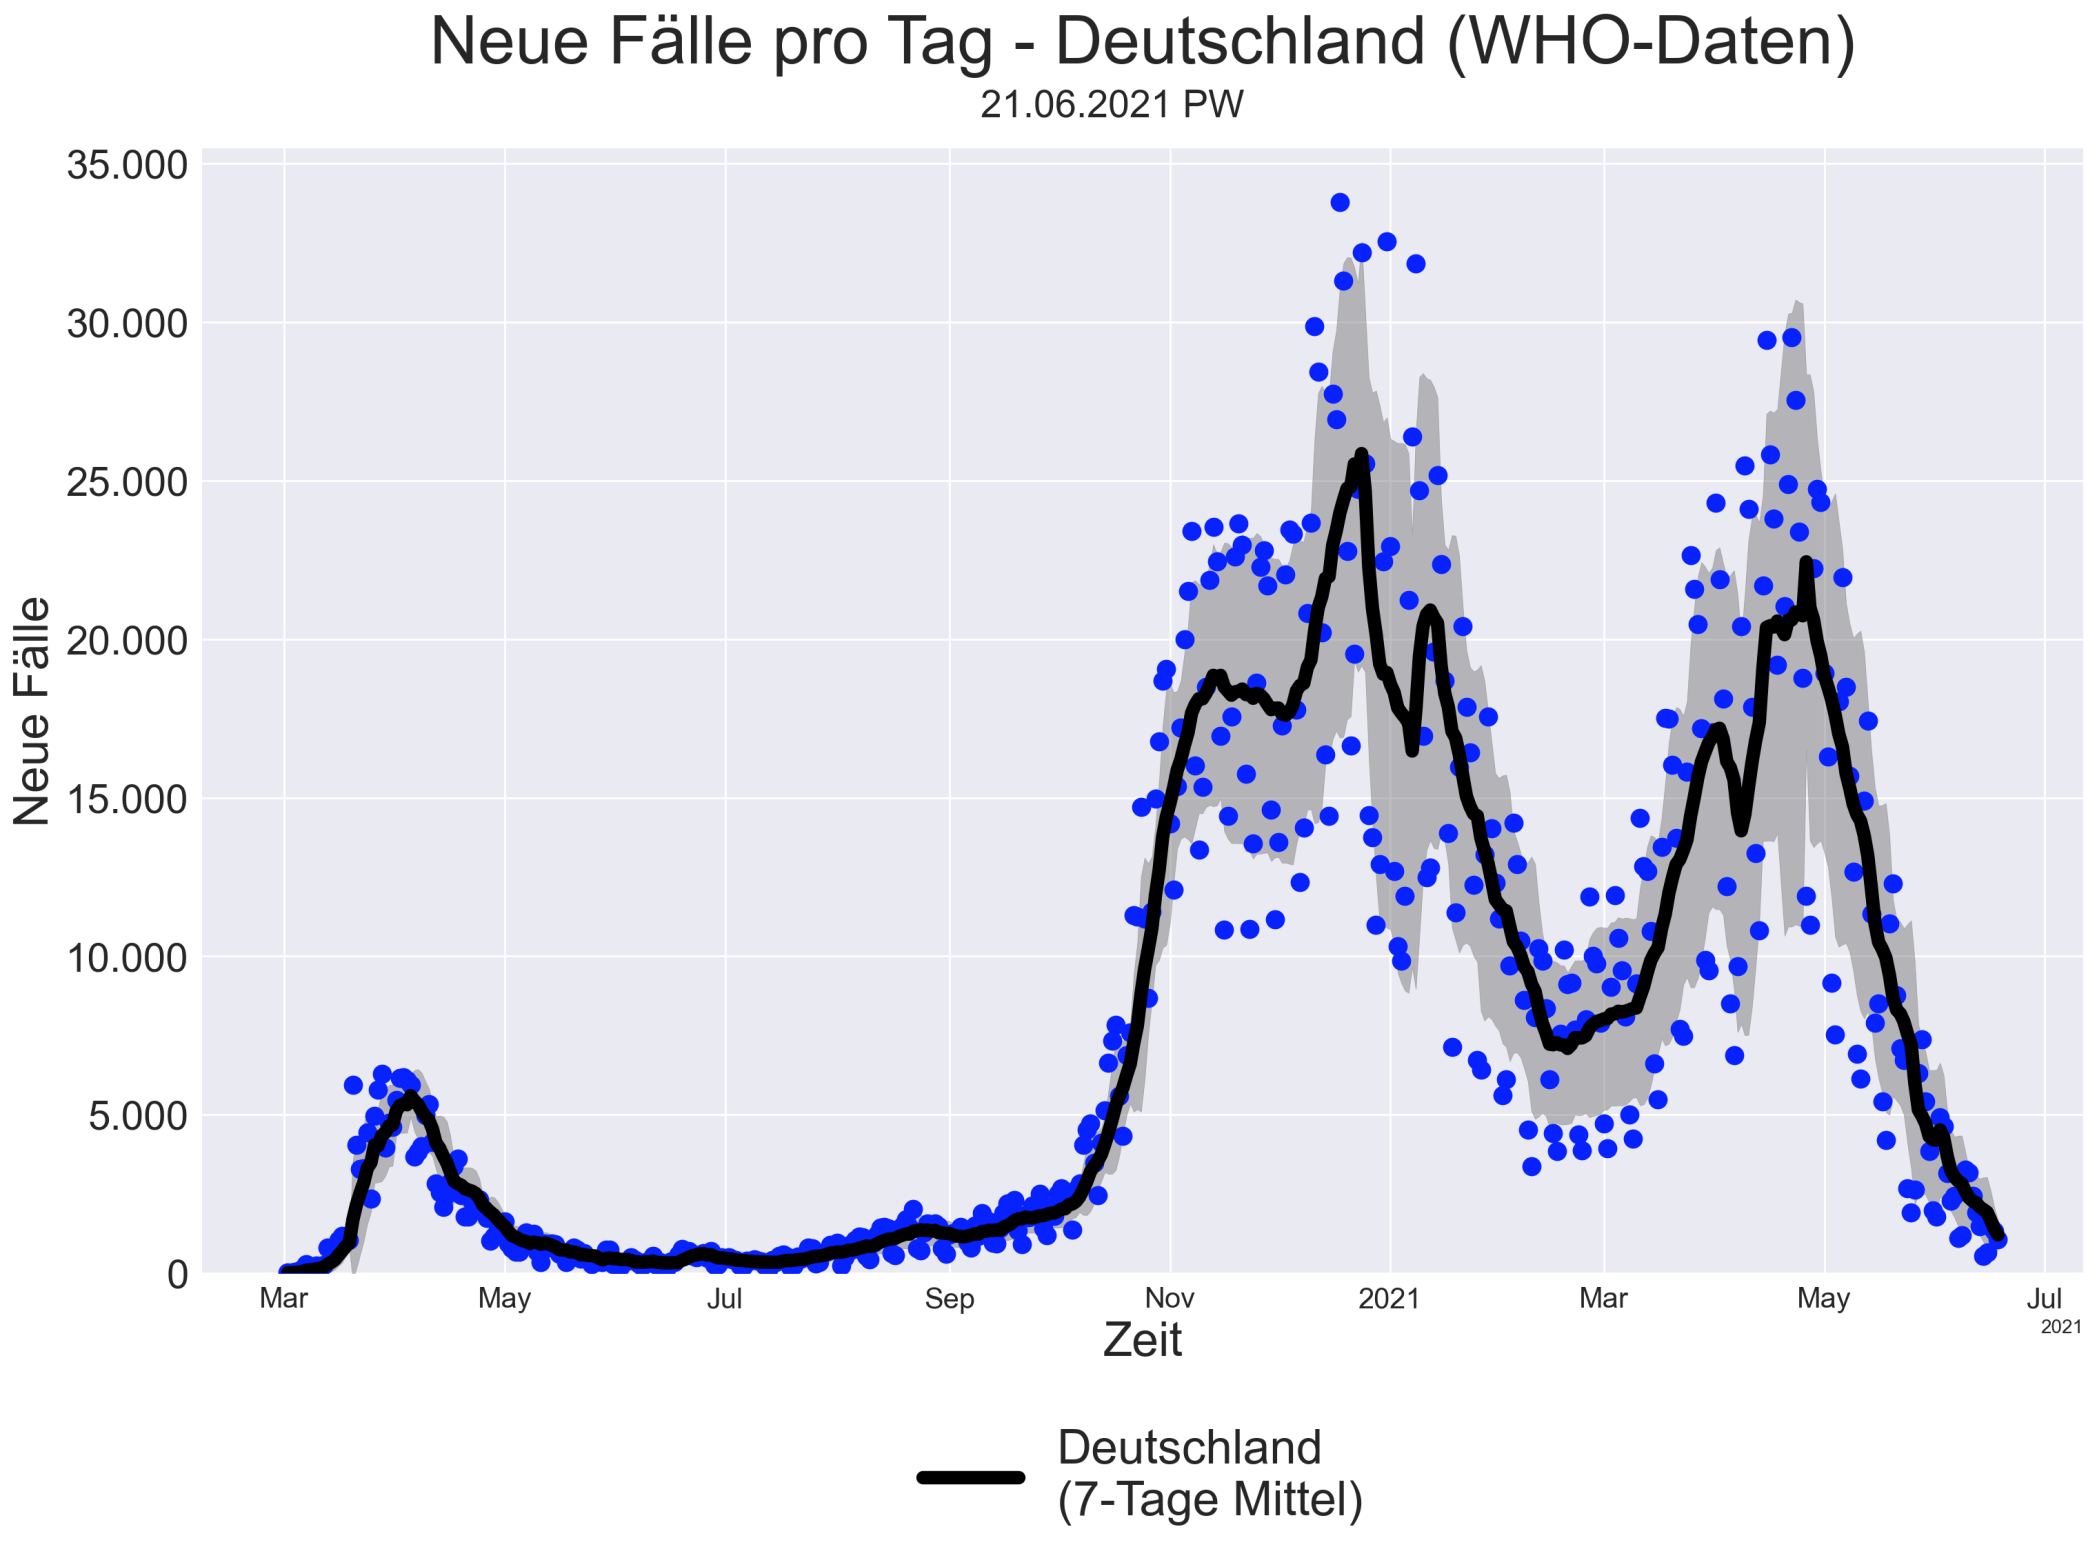 Neue Fälle pro Tag - Deutschland (WHO-Daten)
21.06.2021 PW
35.000
30.000
25.000
20.000
15.000
10.000
5.000
0
Neue Fälle
Mar May Jul Sep Nov 2021 Mar May Jul
2021
Zeit
Deutschland
(7-Tage Mittel)